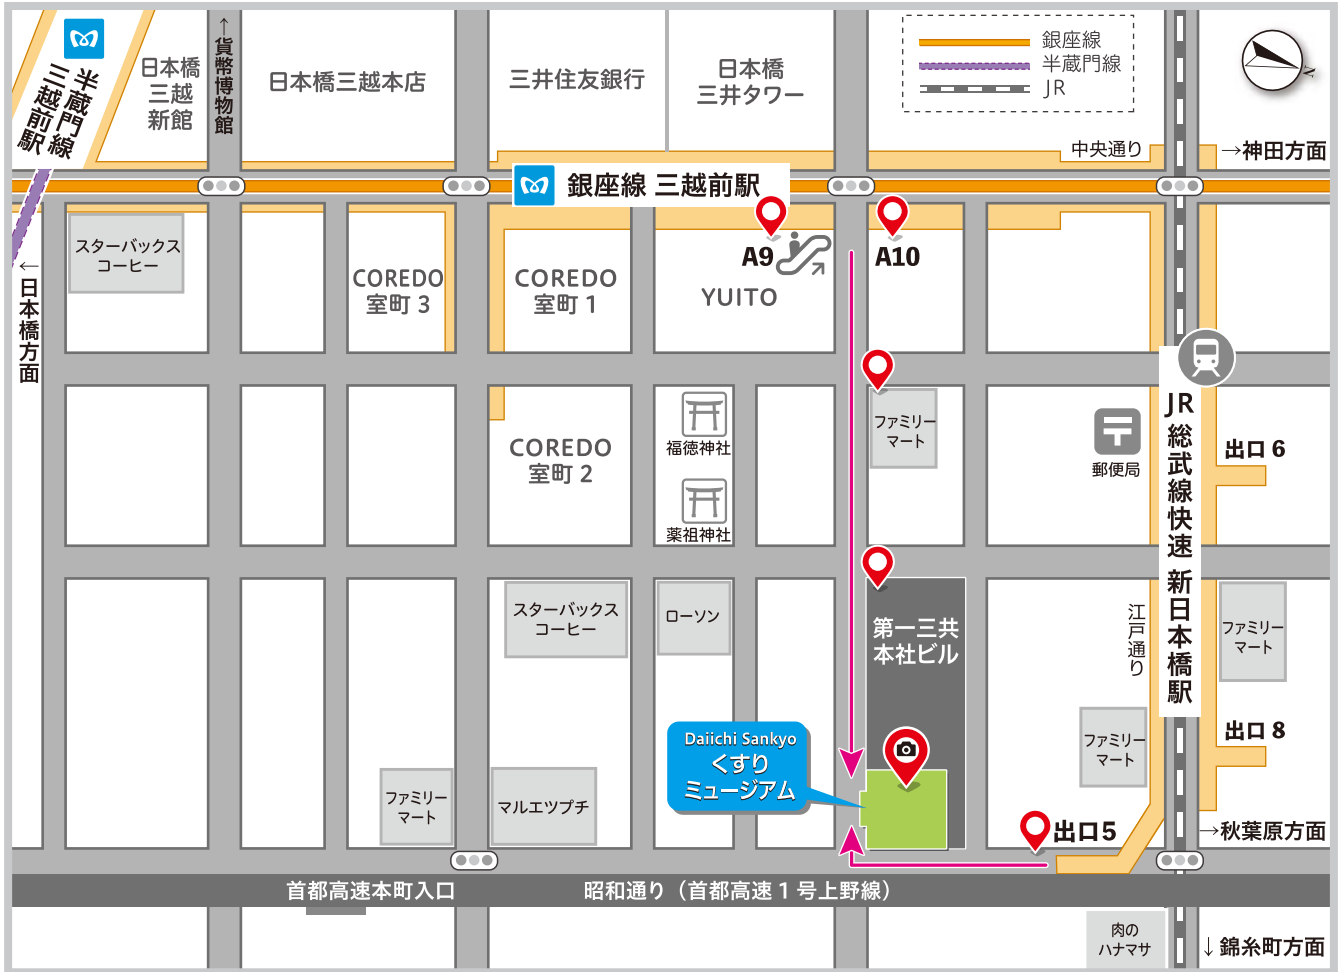 半蔵門線
三越前駅
日本橋
三越
新館
↑貨幣博物館
日本橋三越本店
三井住友銀行
日本橋
三井タワー
銀座線
半蔵門線
JR
N
中央通り
→神田方面
銀座線 三越前駅
スターバックス
コーヒー
←日本橋方面
COREDO
室町 3
COREDO
室町 1
A9
YUITO
A10
COREDO
室町 2
福徳神社
薬祖神社
ファミリー
マート
郵便局
JR 総武線快速 新日本橋駅
出口 6
スターバックス
コーヒー
ローソン
第一三共
本社ビル
江戸通り
ファミリー
マート
Daiichi Sankyo
くすり
ミュージアム
ファミリー
マート
出口 8
ファミリー
マート
マルエツプチ
出口 5
→秋葉原方面
首都高速本町入口
昭和通り（首都高速 1 号上野線）
肉の
ハナマサ
↓錦糸町方面